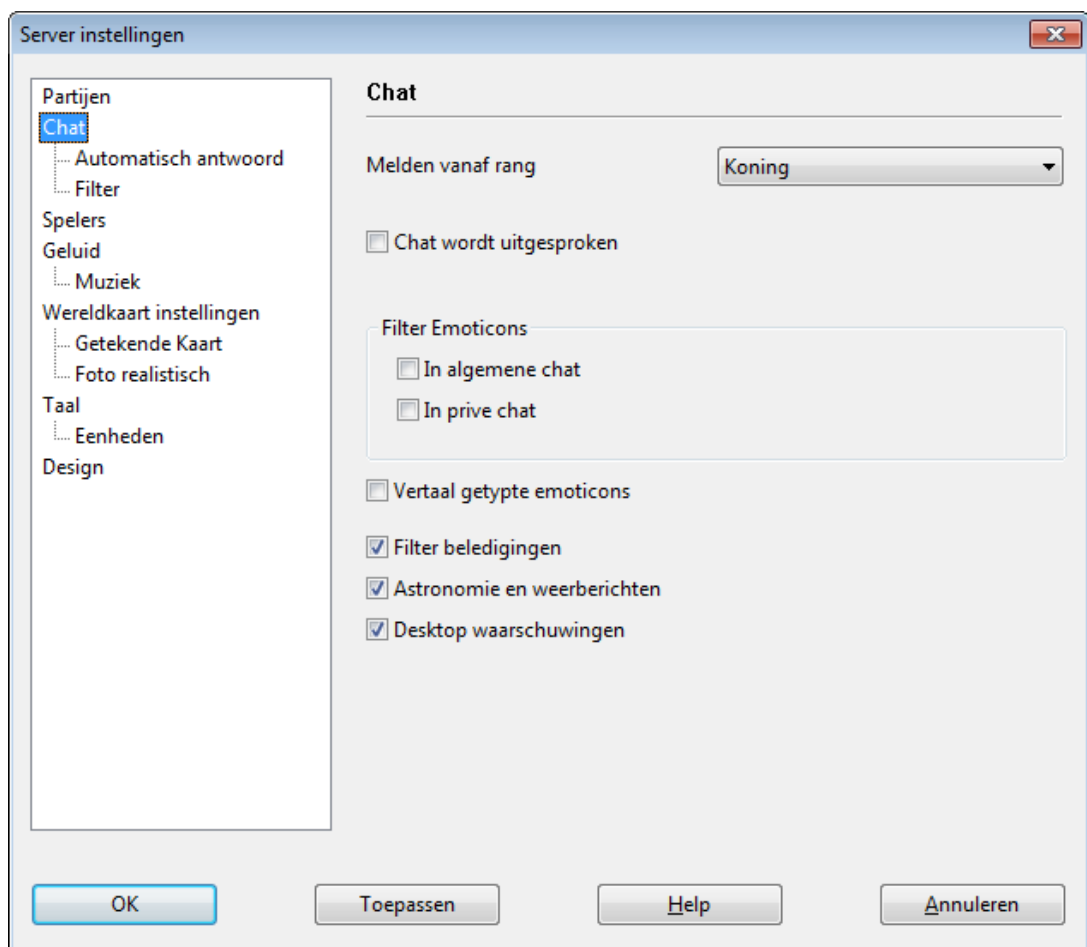 Server instellingen
Partijen
Chat
Automatisch antwoord
Filter
Spelers
Geluid
Muziek
Wereldkaart instellingen
Getekende Kaart
Foto realistisch
Taal
Eenheden
Design
Chat
Melden vanaf rang
Koning
Chat wordt uitgesproken
Filter Emoticons
In algemene chat
In prive chat
Vertaal getypte emoticons
Filter beledigingen
Astronomie en weerberichten
Desktop waarschuwingen
OK Toepassen Help Annuleren